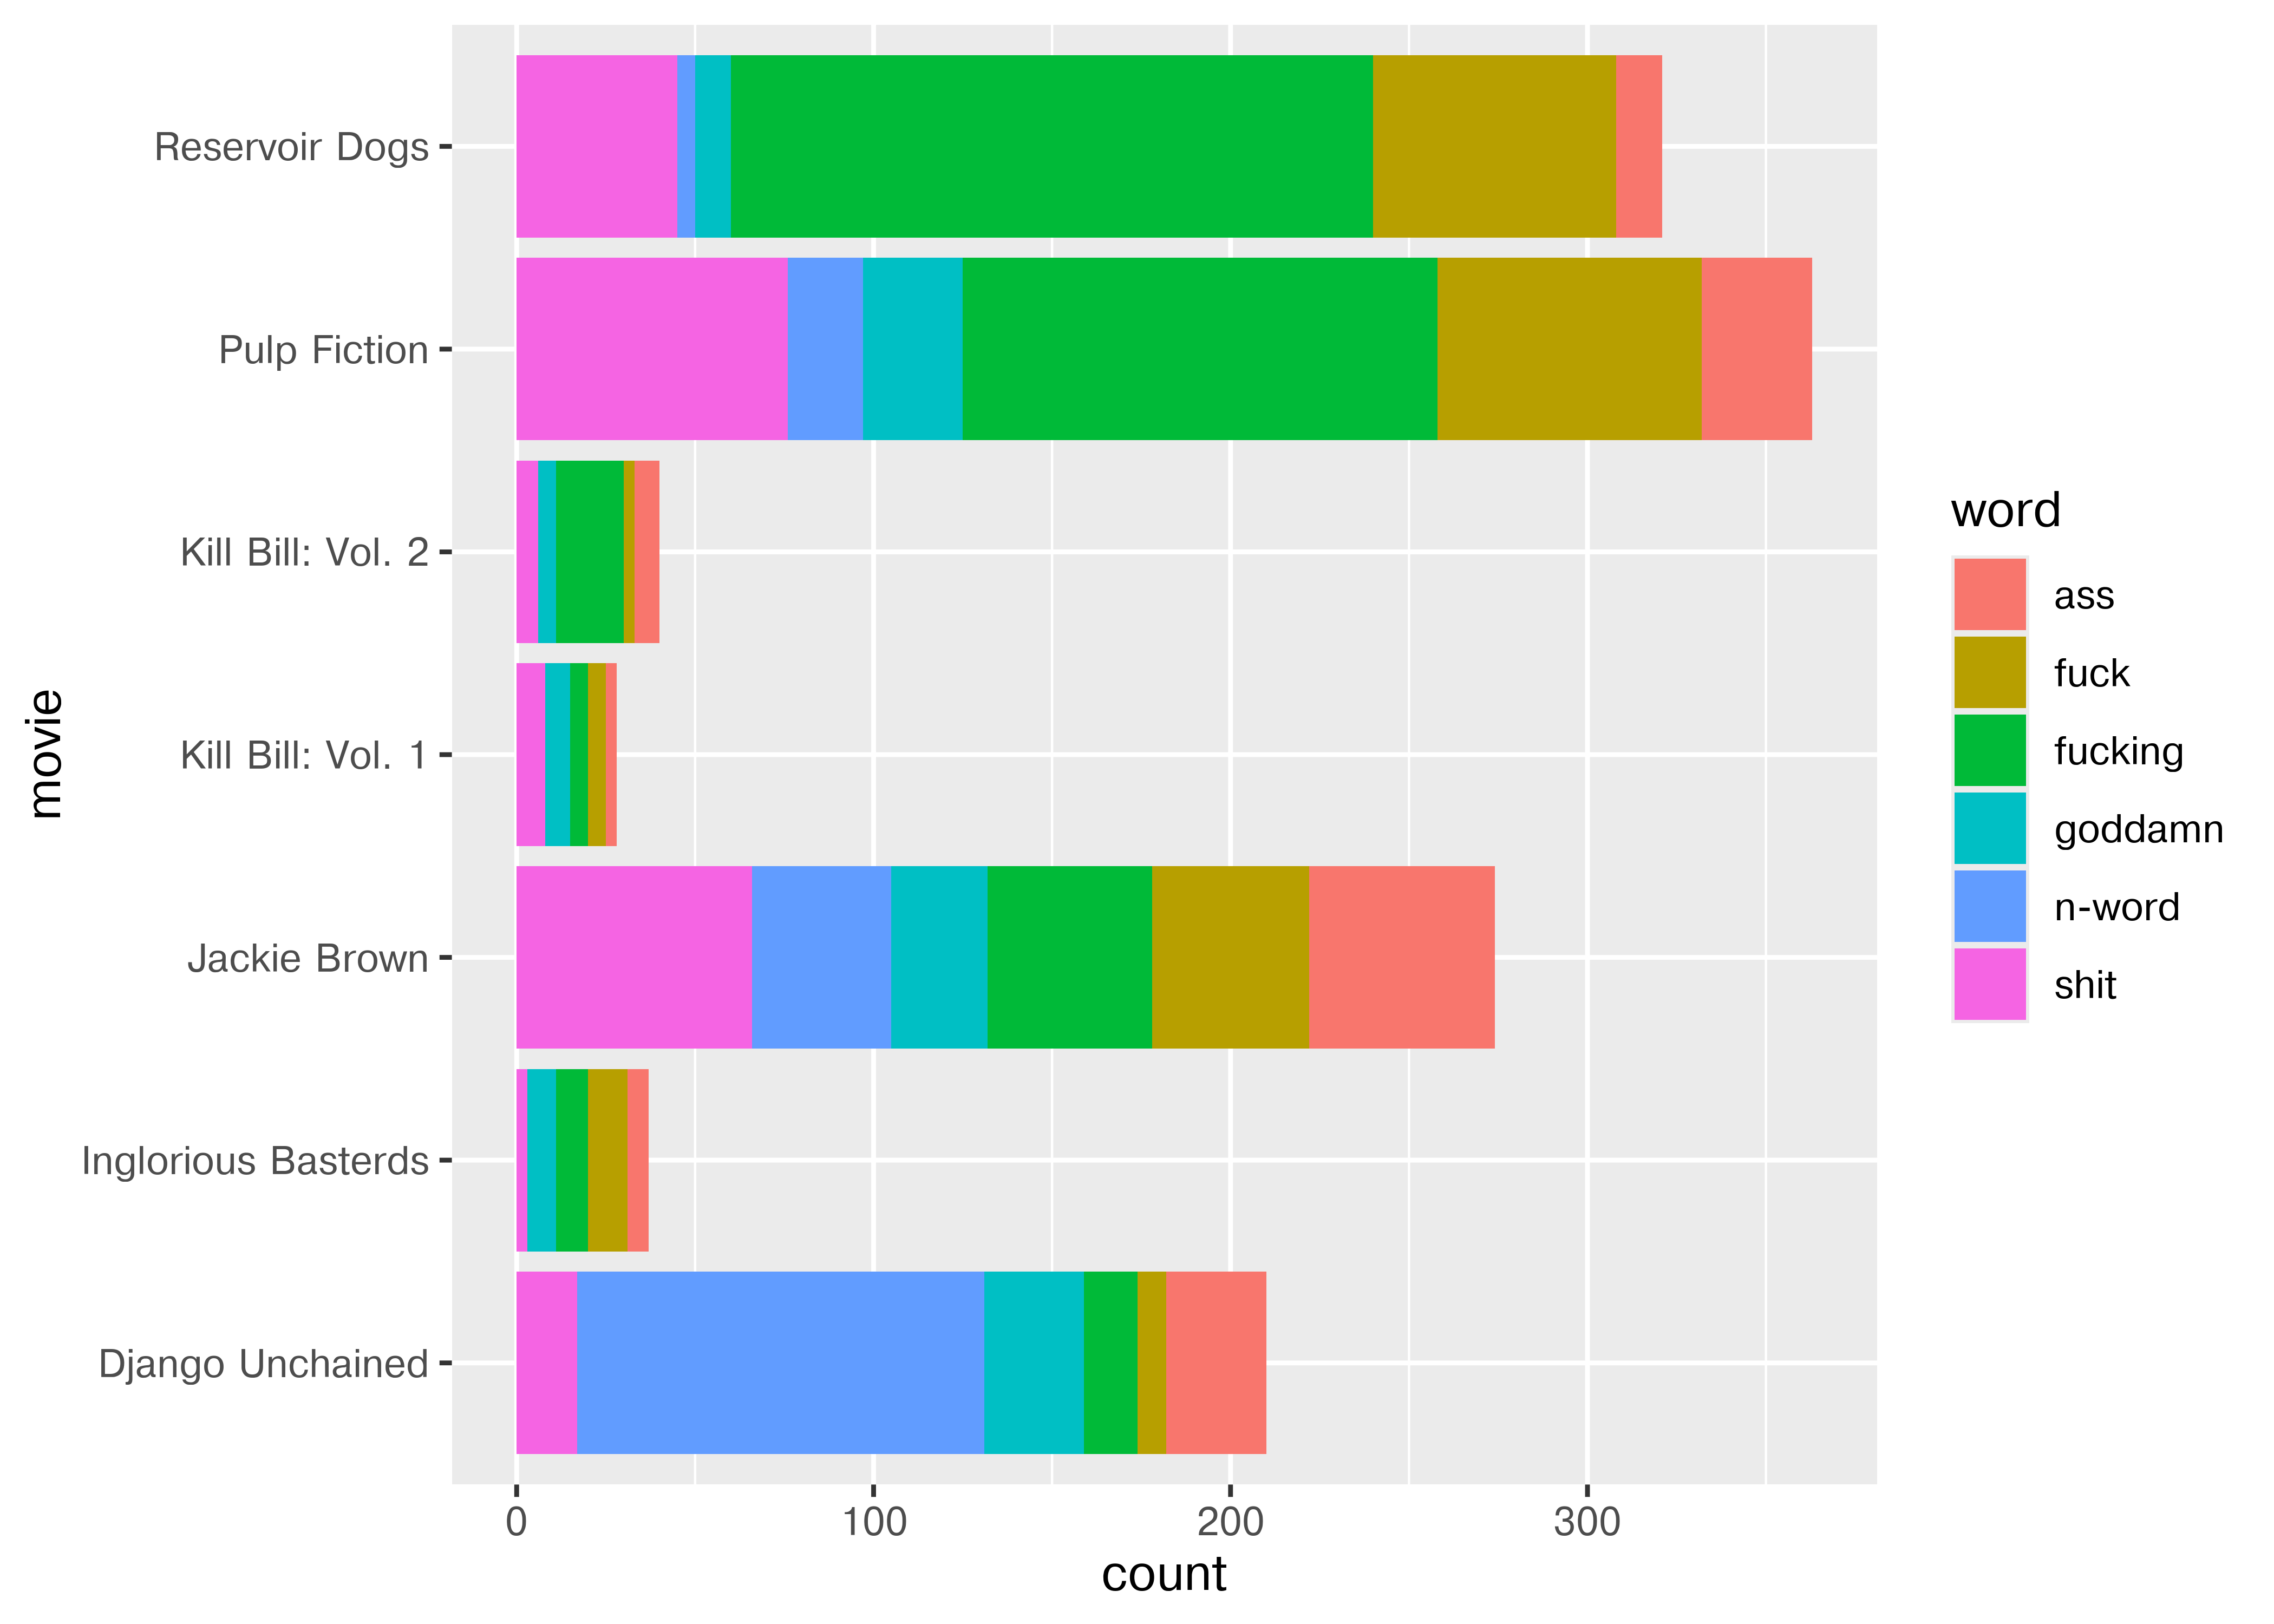 Reservoir Dogs
Pulp Fiction
Kill Bill: Vol. 2
Kill Bill: Vol. 1
Jackie Brown
Inglorious Basterds
Django Unchained
movie
0 100 200 300
count
word
ass
fuck
fucking
goddamn
n-word
shit